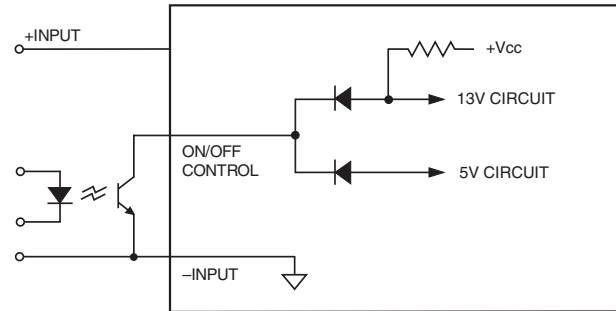 +INPUT
+Vcc
13V CIRCUIT
ON/OFF
CONTROL
5V CIRCUIT
–INPUT